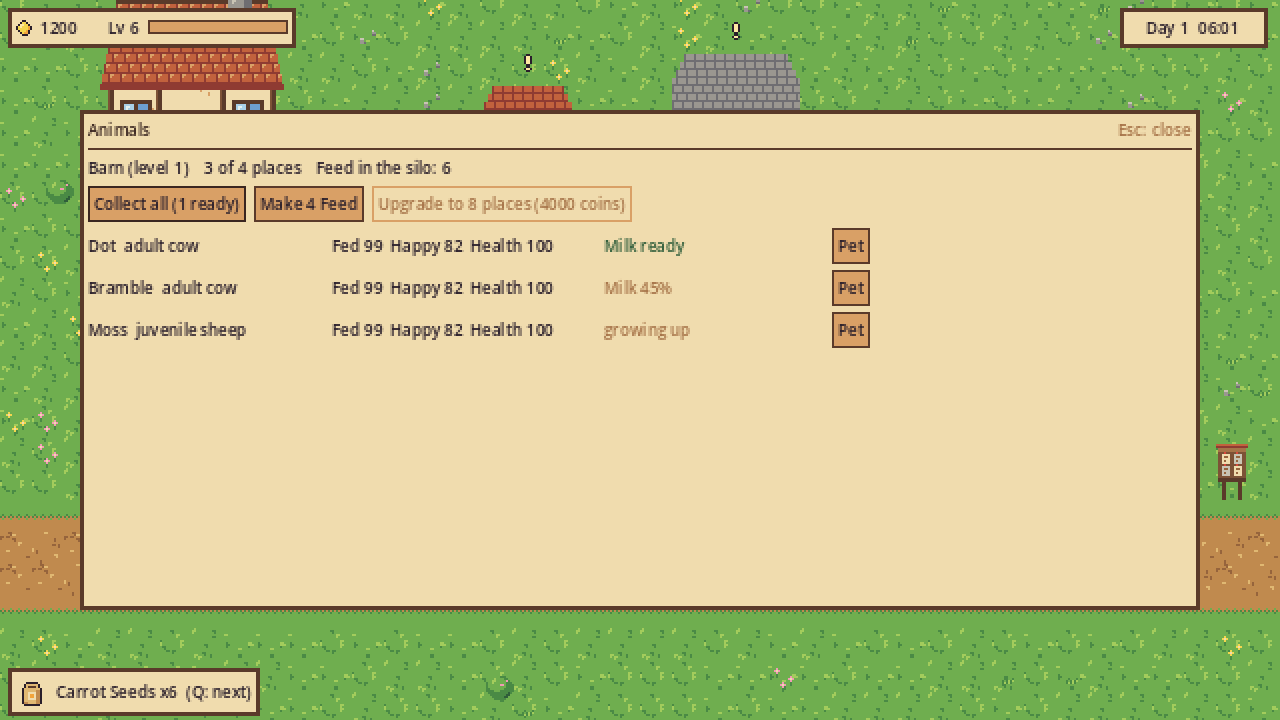 1200 Lv 6
Day 1 06:01
Animals Esc: close
Barn (level 1) 3 of 4 places Feed in the silo: 6
Collect all (1 ready) Make 4 Feed Upgrade to 8 places (4000 coins)
Dot adult cow Fed 99 Happy 82 Health 100 Milk ready Pet
Bramble adult cow Fed 99 Happy 82 Health 100 Milk 45% Pet
Moss juvenile sheep Fed 99 Happy 82 Health 100 growing up Pet
Carrot Seeds x6 (Q: next)